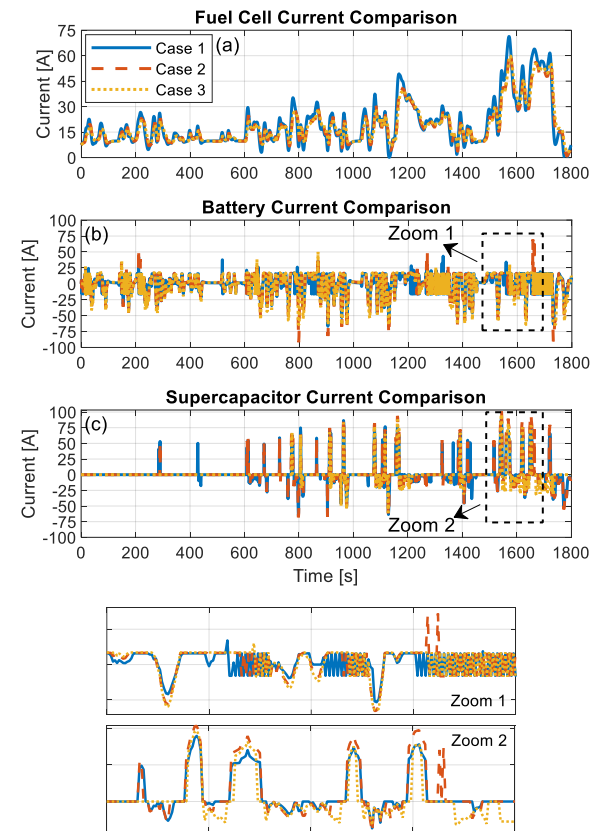 Fuel Cell Current Comparison
(a)
Case 1
Case 2
Case 3
Current [A]
75
60
45
30
15
0
0 200 400 600 800 1000 1200 1400 1600 1800
Battery Current Comparison
(b)
Zoom 1
Current [A]
100
75
50
25
0
-25
-50
-75
-100
0 200 400 600 800 1000 1200 1400 1600 1800
Supercapacitor Current Comparison
(c)
Current [A]
100
75
50
25
0
-25
-50
-75
-100
Zoom 2
0 200 400 600 800 1000 1200 1400 1600 1800
Time [s]
Zoom 1
Zoom 2